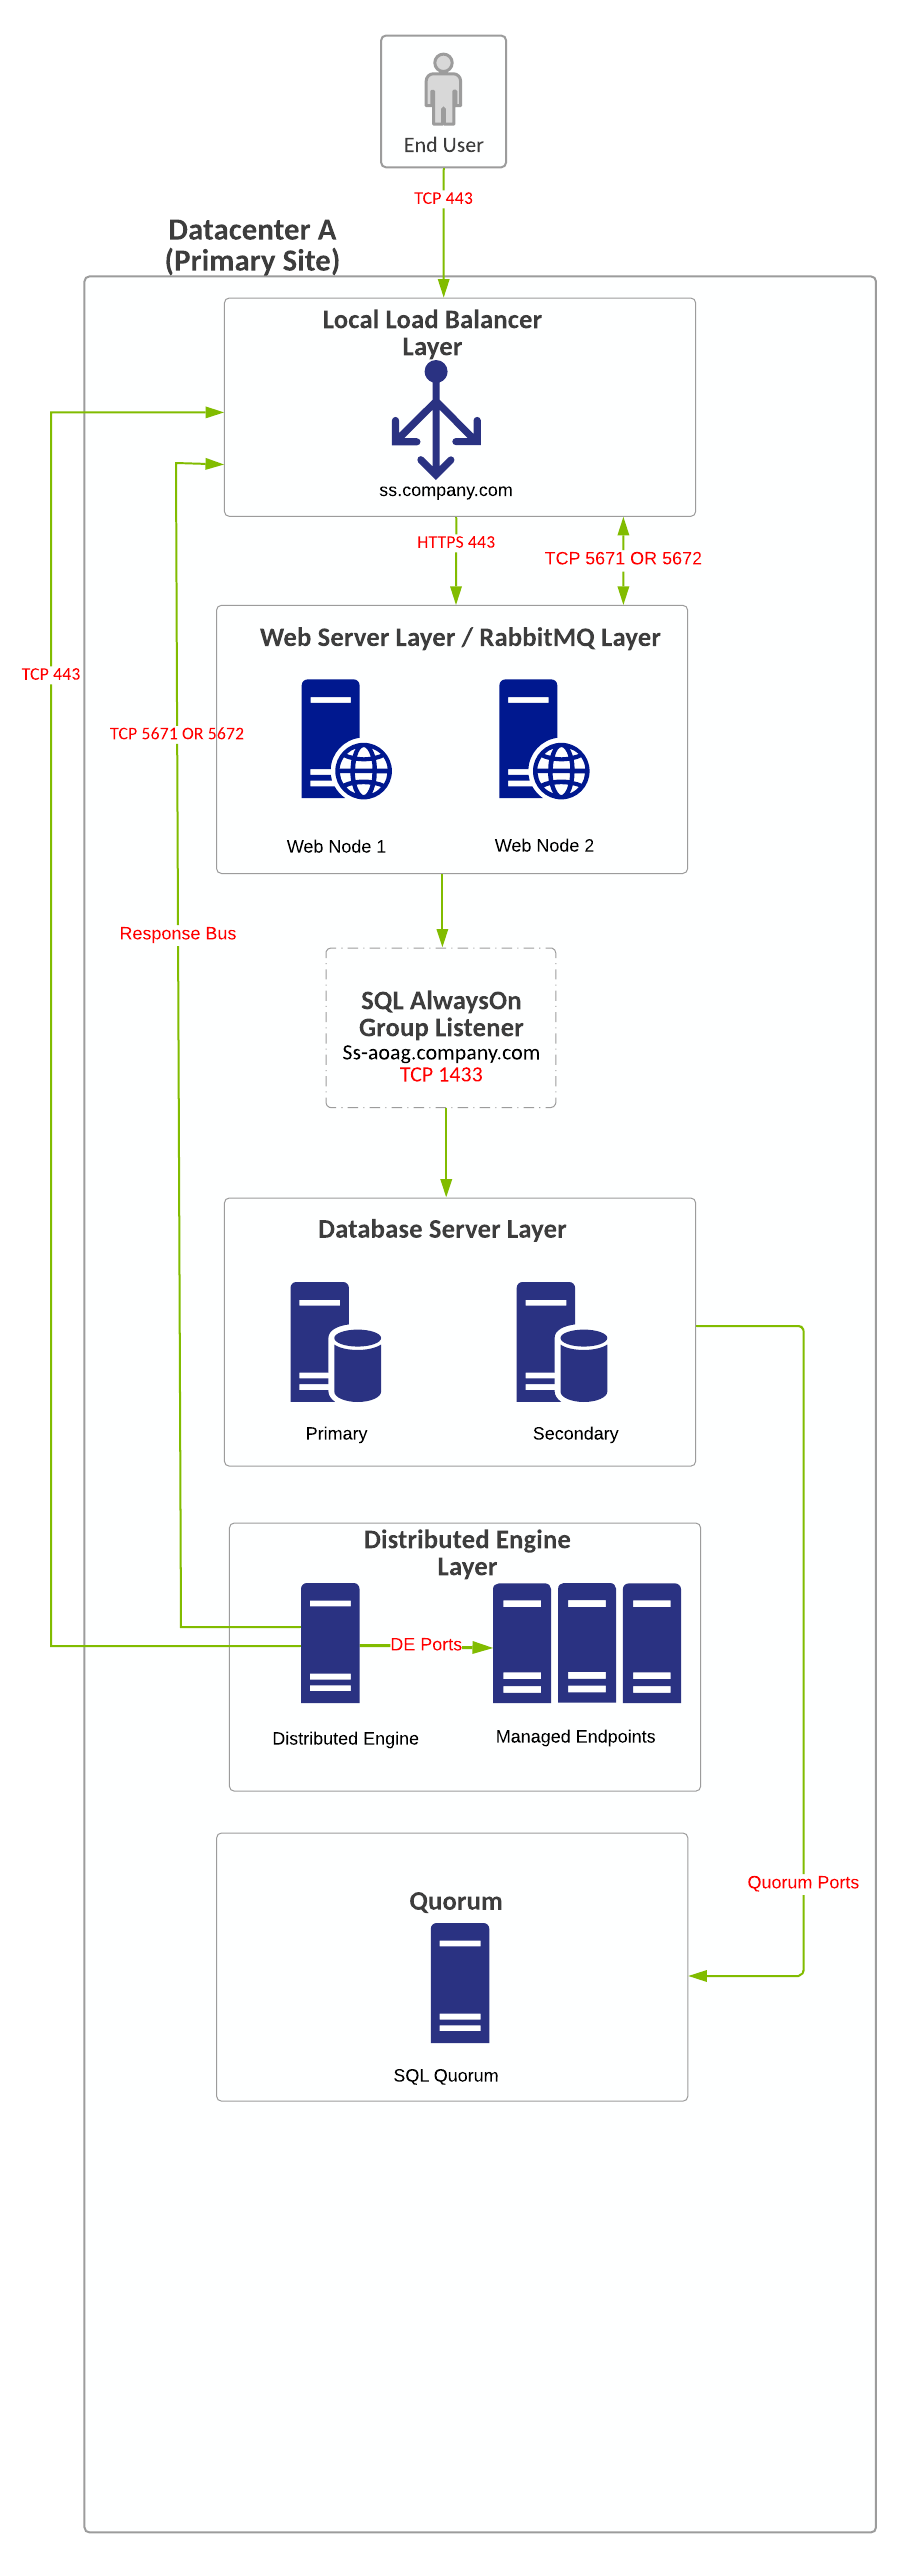 End User
TCP 443
Datacenter A
(Primary Site)
Local Load Balancer
Layer
ss.company.com
HTTPS 443
TCP 5671 OR 5672
Web Server Layer / RabbitMQ Layer
TCP 443
TCP 5671 OR 5672
Web Node 1
Web Node 2
Response Bus
SQL AlwaysOn
Group Listener
Ss-aoag.company.com
TCP 1433
Database Server Layer
Primary
Secondary
Distributed Engine
Layer
DE Ports
Distributed Engine
Managed Endpoints
Quorum Ports
Quorum
SQL Quorum